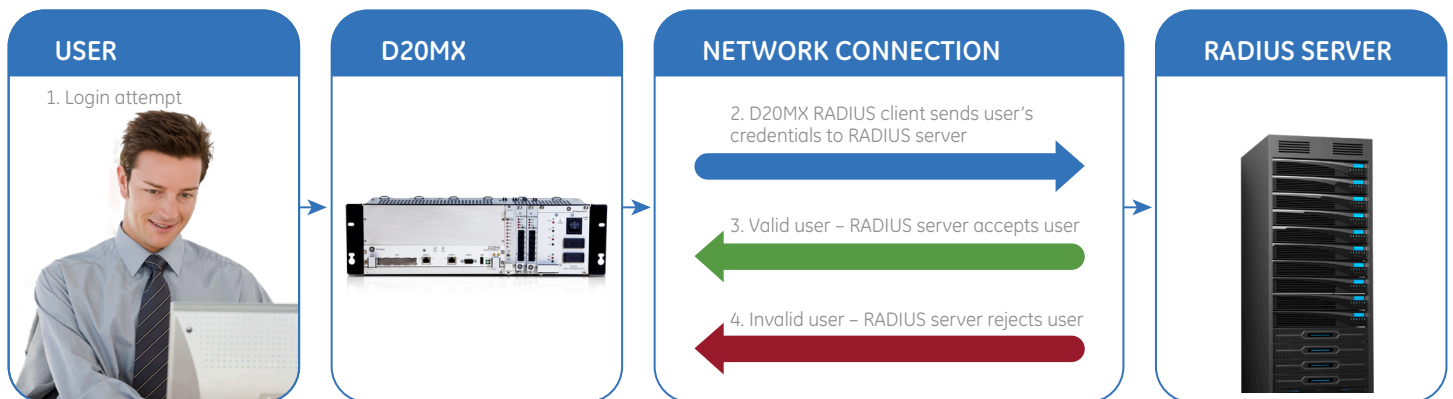 USER
1. Login attempt
D20MX
NETWORK CONNECTION
2. D20MX RADIUS client sends user’s
credentials to RADIUS server
3. Valid user – RADIUS server accepts user
4. Invalid user – RADIUS server rejects user
RADIUS SERVER